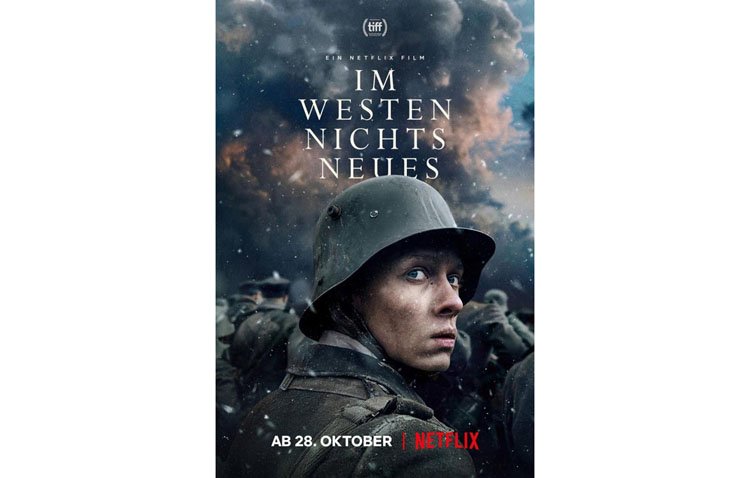 tiff
EIN NETFLIX FILM
IM
WESTEN
NICHTS
NEUES
AB 28. OKTOBER | NETFLIX